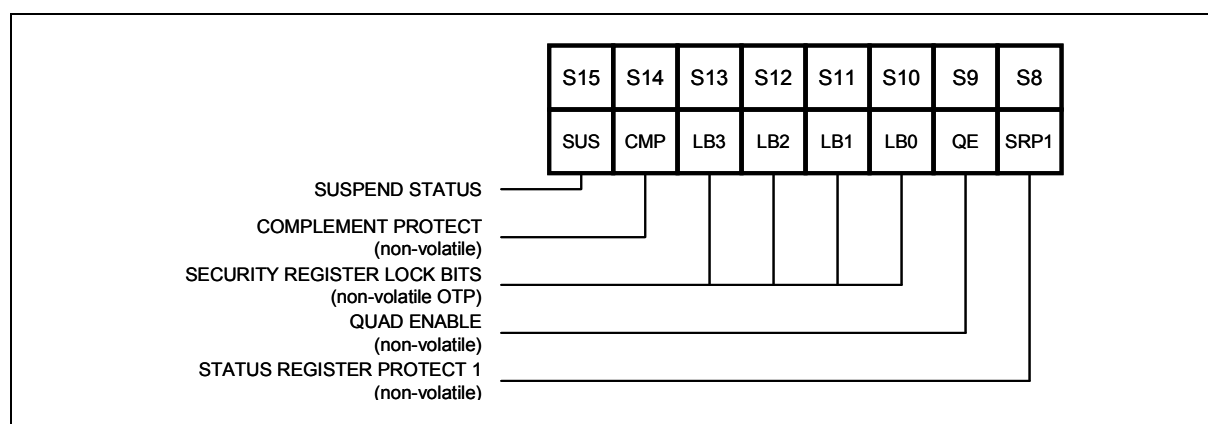 S15 S14 S13 S12 S11 S10 S9 S8
SUS CMP LB3 LB2 LB1 LB0 QE SRP1
SUSPEND STATUS
COMPLEMENT PROTECT
(non-volatile)
SECURITY REGISTER LOCK BITS
(non-volatile OTP)
QUAD ENABLE
(non-volatile)
STATUS REGISTER PROTECT 1
(non-volatile)